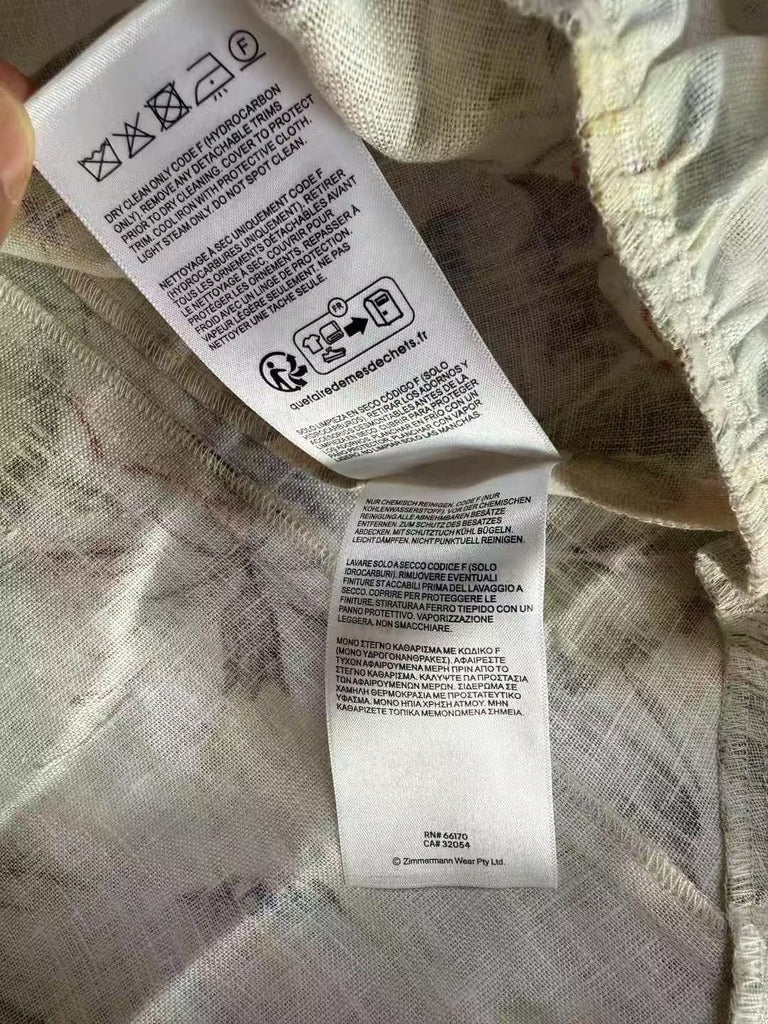 F
DRY CLEAN ONLY CODE F (HYDROCARBON
ONLY). REMOVE ANY DETACHABLE TRIMS
PRIOR TO DRY CLEANING. COVER TO PROTECT
TRIM. COOL IRON WITH PROTECTIVE CLOTH.
LIGHT STEAM ONLY. DO NOT SPOT CLEAN.
NETTOYAGE À SEC UNIQUEMENT CODE F
(HYDROCARBURES UNIQUEMENT). RETIRER
TOUS LES ORNEMENTS DÉTACHABLES AVANT
LE NETTOYAGE À SEC. COUVRIR POUR
PROTÉGER LES ORNEMENTS. REPASSER À
FROID AVEC UN LINGE DE PROTECTION.
VAPEUR LÉGÈRE SEULEMENT. NE PAS
NETTOYER UNE TACHE SEULE.
FR
quefairedemesdechets.fr
SOLO LIMPIEZA EN SECO CÓDIGO F (SOLO
HIDROCARBUROS). RETIRAR LOS ADORNOS Y
ACCESORIOS DESMONTABLES ANTES DE LA
LIMPIEZA EN SECO. CUBRIR PARA PROTEGER
LOS ADORNOS. PLANCHAR EN FRÍO CON UN
PAÑO PROTECTOR. PLANCHAR CON VAPOR
LIGERO. NO LIMPIAR SOLO LAS MANCHAS.
NUR CHEMISCH REINIGEN, CODE F (NUR
KOHLENWASSERSTOFF). VOR DER CHEMISCHEN
REINIGUNG ALLE ABNEHMBAREN BESÄTZE
ENTFERNEN. ZUM SCHUTZ DES BESATZES
ABDECKEN. MIT SCHUTZTUCH KÜHL BÜGELN.
LEICHT DÄMPFEN. NICHT PUNKTUELL REINIGEN.
LAVARE SOLO A SECCO CODICE F (SOLO
IDROCARBURI). RIMUOVERE EVENTUALI
FINITURE STACCABILI PRIMA DEL LAVAGGIO A
SECCO. COPRIRE PER PROTEGGERE LE
FINITURE. STIRATURA A FERRO TIEPIDO CON UN
PANNO PROTETTIVO. VAPORIZZAZIONE
LEGGERA. NON SMACCHIARE.
ΜΟΝΟ ΣΤΕΓΝΟ ΚΑΘΑΡΙΣΜΑ ΜΕ ΚΩΔΙΚΟ F
(ΜΟΝΟ ΥΔΡΟΓΟΝΑΝΘΡΑΚΕΣ). ΑΦΑΙΡΕΣΤΕ
ΤΥΧΟΝ ΑΦΑΙΡΟΥΜΕΝΑ ΜΕΡΗ ΠΡΙΝ ΑΠΟ ΤΟ
ΣΤΕΓΝΟ ΚΑΘΑΡΙΣΜΑ. ΚΑΛΥΨΤΕ ΓΙΑ ΠΡΟΣΤΑΣΙΑ
ΤΩΝ ΑΦΑΙΡΟΥΜΕΝΩΝ ΜΕΡΩΝ. ΣΙΔΕΡΩΜΑ ΣΕ
ΧΑΜΗΛΗ ΘΕΡΜΟΚΡΑΣΙΑ ΜΕ ΠΡΟΣΤΑΤΕΥΤΙΚΟ
ΥΦΑΣΜΑ. ΜΟΝΟ ΗΠΙΑ ΧΡΗΣΗ ΑΤΜΟΥ. ΜΗΝ
ΚΑΘΑΡΙΖΕΤΕ ΤΟΠΙΚΑ ΜΕΜΟΝΩΜΕΝΑ ΣΗΜΕΙΑ.
RN# 66170
CA# 32054
© Zimmermann Wear Pty Ltd.